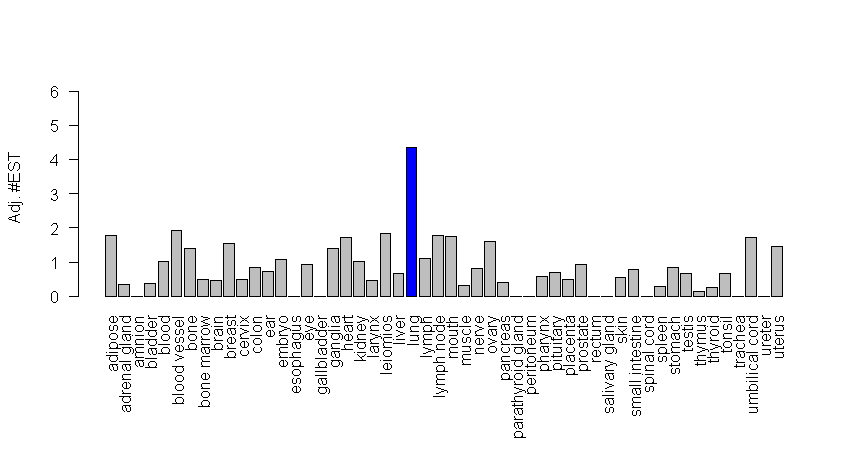 Adj. #EST
6
5
4
3
2
1
0
adipose
adrenal gland
amnion
bladder
blood
blood vessel
bone
bone marrow
brain
breast
cervix
colon
ear
embryo
esophagus
eye
gallbladder
ganglia
heart
kidney
larynx
leiomios
liver
lung
lymph
lymph node
mouth
muscle
nerve
ovary
pancreas
parathyroid gland
peritoneum
pharynx
pituitary
placenta
prostate
rectum
salivary gland
skin
small intestine
spinal cord
spleen
stomach
testis
thymus
thyroid
tonsil
trachea
umbilical cord
ureter
uterus